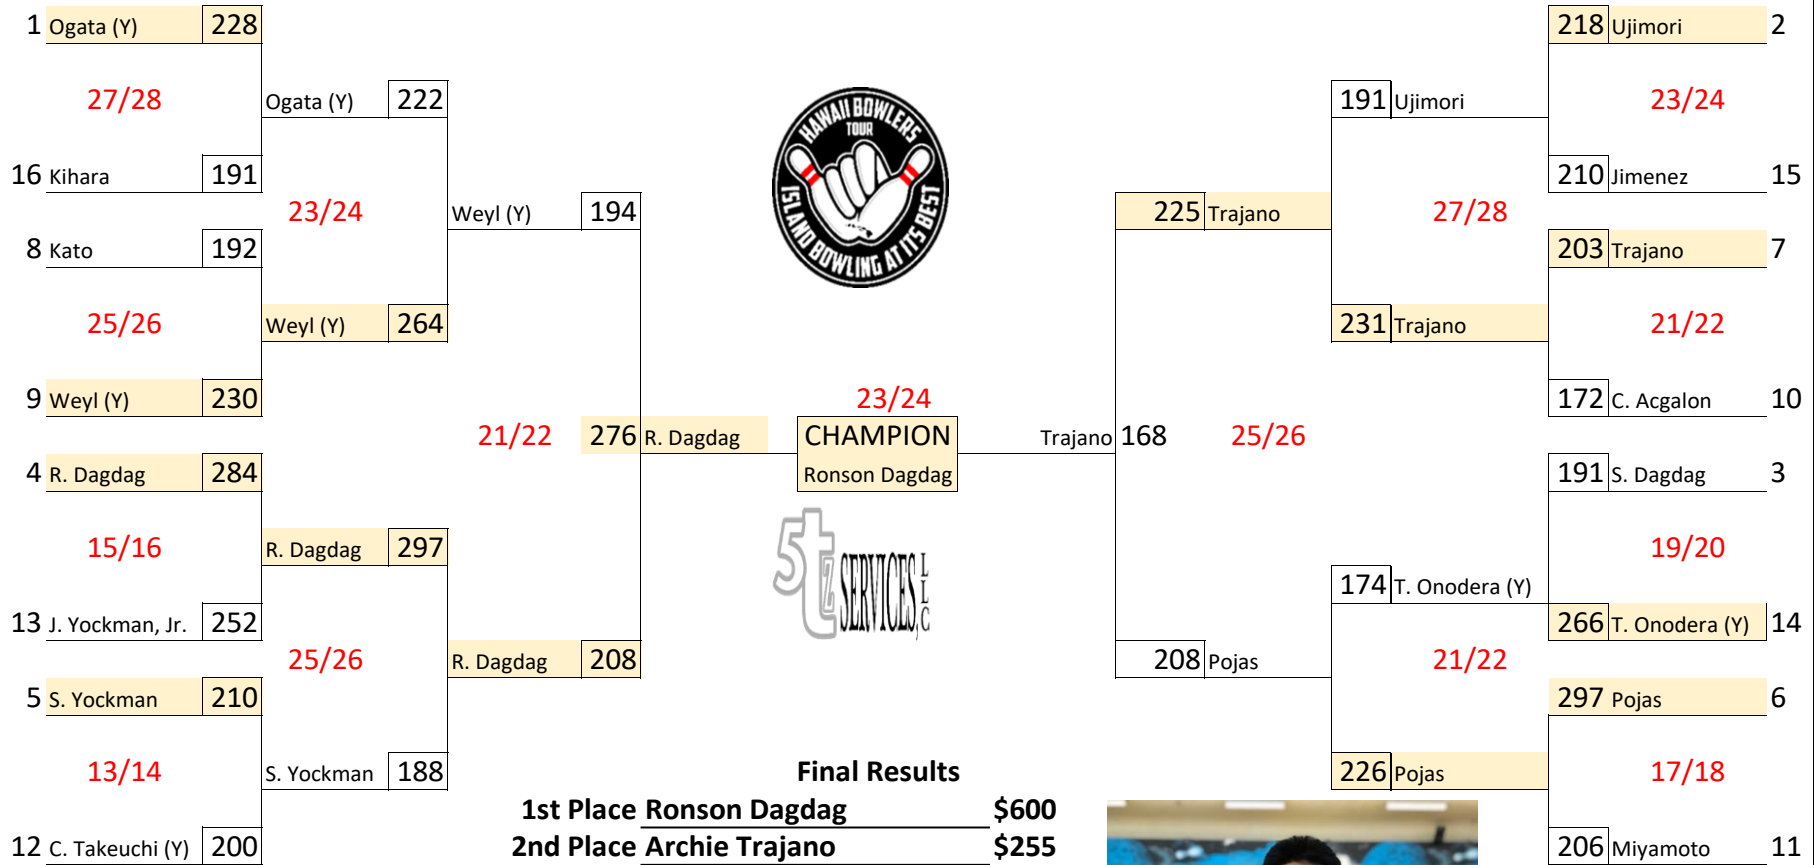 1 Ogata (Y) 228
27/28
16 Kihara 191
8 Kato 192
25/26
9 Weyl (Y) 230
4 R. Dagdag 284
15/16
13 J. Yockman, Jr. 252
5 S. Yockman 210
13/14
12 C. Takeuchi (Y) 200
Ogata (Y) 222
23/24
Weyl (Y) 264
R. Dagdag 297
25/26
S. Yockman 188
Weyl (Y) 194
21/22
R. Dagdag 208
276 R. Dagdag
HAWAII BOWLERS
TOUR
ISLAND BOWLING AT ITS BEST
23/24
CHAMPION
Ronson Dagdag
5tz SERVICES, LLC
Trajano 168
225 Trajano
25/26
208 Pojas
191 Ujimori
27/28
231 Trajano
174 T. Onodera (Y)
21/22
226 Pojas
218 Ujimori 2
23/24
210 Jimenez 15
203 Trajano 7
21/22
172 C. Acgalon 10
191 S. Dagdag 3
19/20
266 T. Onodera (Y) 14
297 Pojas 6
17/18
206 Miyamoto 11
Final Results
1st Place Ronson Dagdag $600
2nd Place Archie Trajano $255